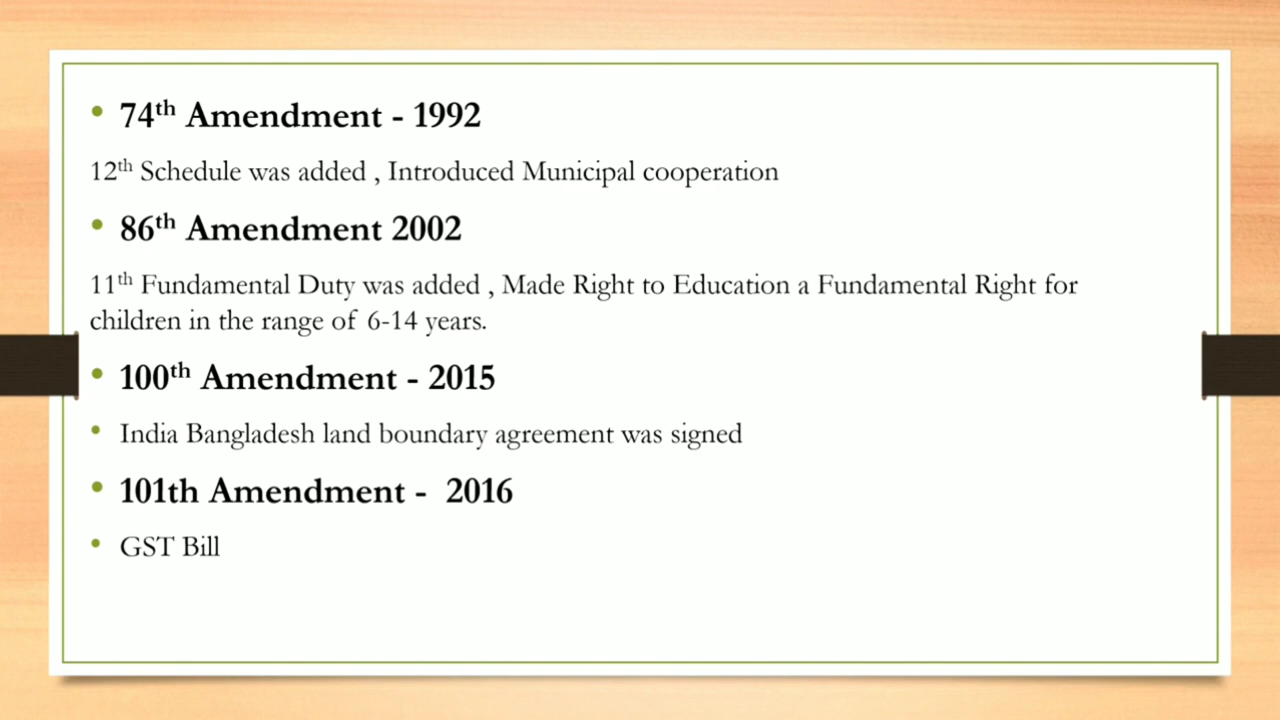 • 74th Amendment - 1992
12th Schedule was added , Introduced Municipal cooperation
• 86th Amendment 2002
11th Fundamental Duty was added , Made Right to Education a Fundamental Right for
children in the range of 6-14 years.
• 100th Amendment - 2015
• India Bangladesh land boundary agreement was signed
• 101th Amendment - 2016
• GST Bill